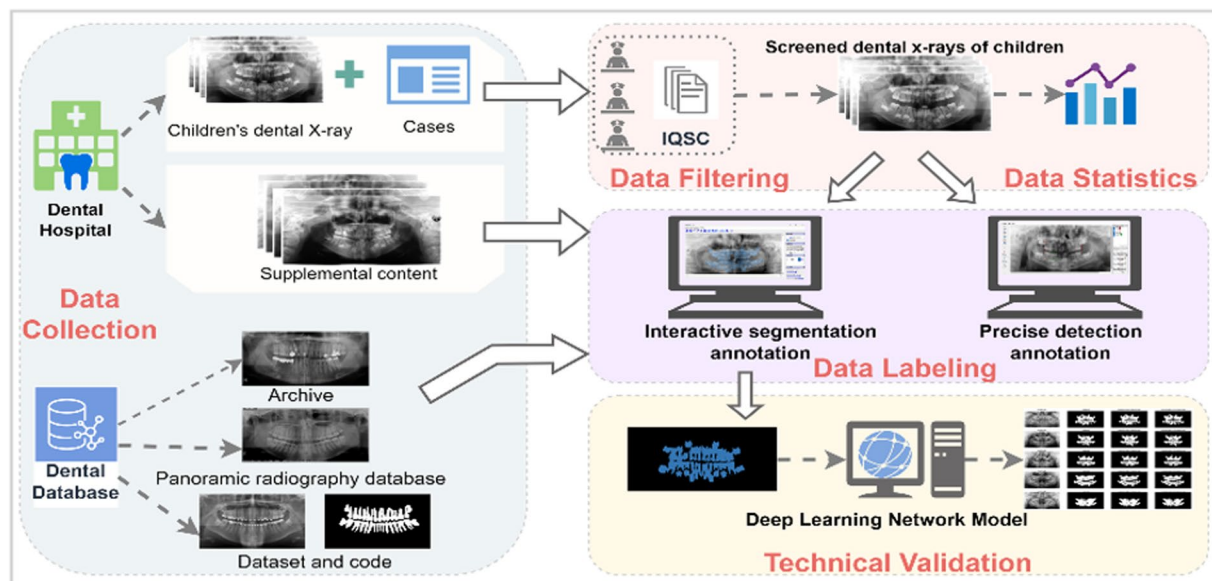 Children's dental X-ray
Cases
Dental
Hospital
Supplemental content
Data
Collection
Archive
Panoramic radiography database
Dental
Database
Dataset and code
Screened dental x-rays of children
IQSC
Data Filtering
Data Statistics
Interactive segmentation
annotation
Precise detection
annotation
Data Labeling
Deep Learning Network Model
Technical Validation